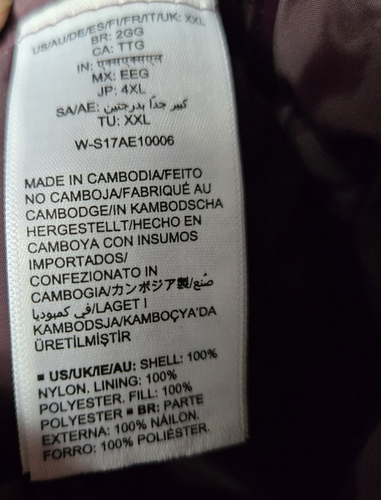 US/AU/DE/ES/FI/FR/IT/UK: XXL
BR: 2GG
CA: TTG
IN: एक्सएक्सएल
MX: EEG
JP: 4XL
SA/AE: كبير جدًا بدرجتين
TU: XXL
W-S17AE10006
MADE IN CAMBODIA/FEITO
NO CAMBOJA/FABRIQUÉ AU
CAMBODGE/IN KAMBODSCHA
HERGESTELLT/HECHO EN
CAMBOYA CON INSUMOS
IMPORTADOS/
CONFEZIONATO IN
CAMBOGIA/カンボジア製/صُنع
في كمبوديا/LAGET I
KAMBODSJA/KAMBOÇYA'DA
ÜRETİLMİŞTİR
▪ US/UK/IE/AU: SHELL: 100%
NYLON. LINING: 100%
POLYESTER. FILL: 100%
POLYESTER ▪ BR: PARTE
EXTERNA: 100% NÁILON.
FORRO: 100% POLIÉSTER.